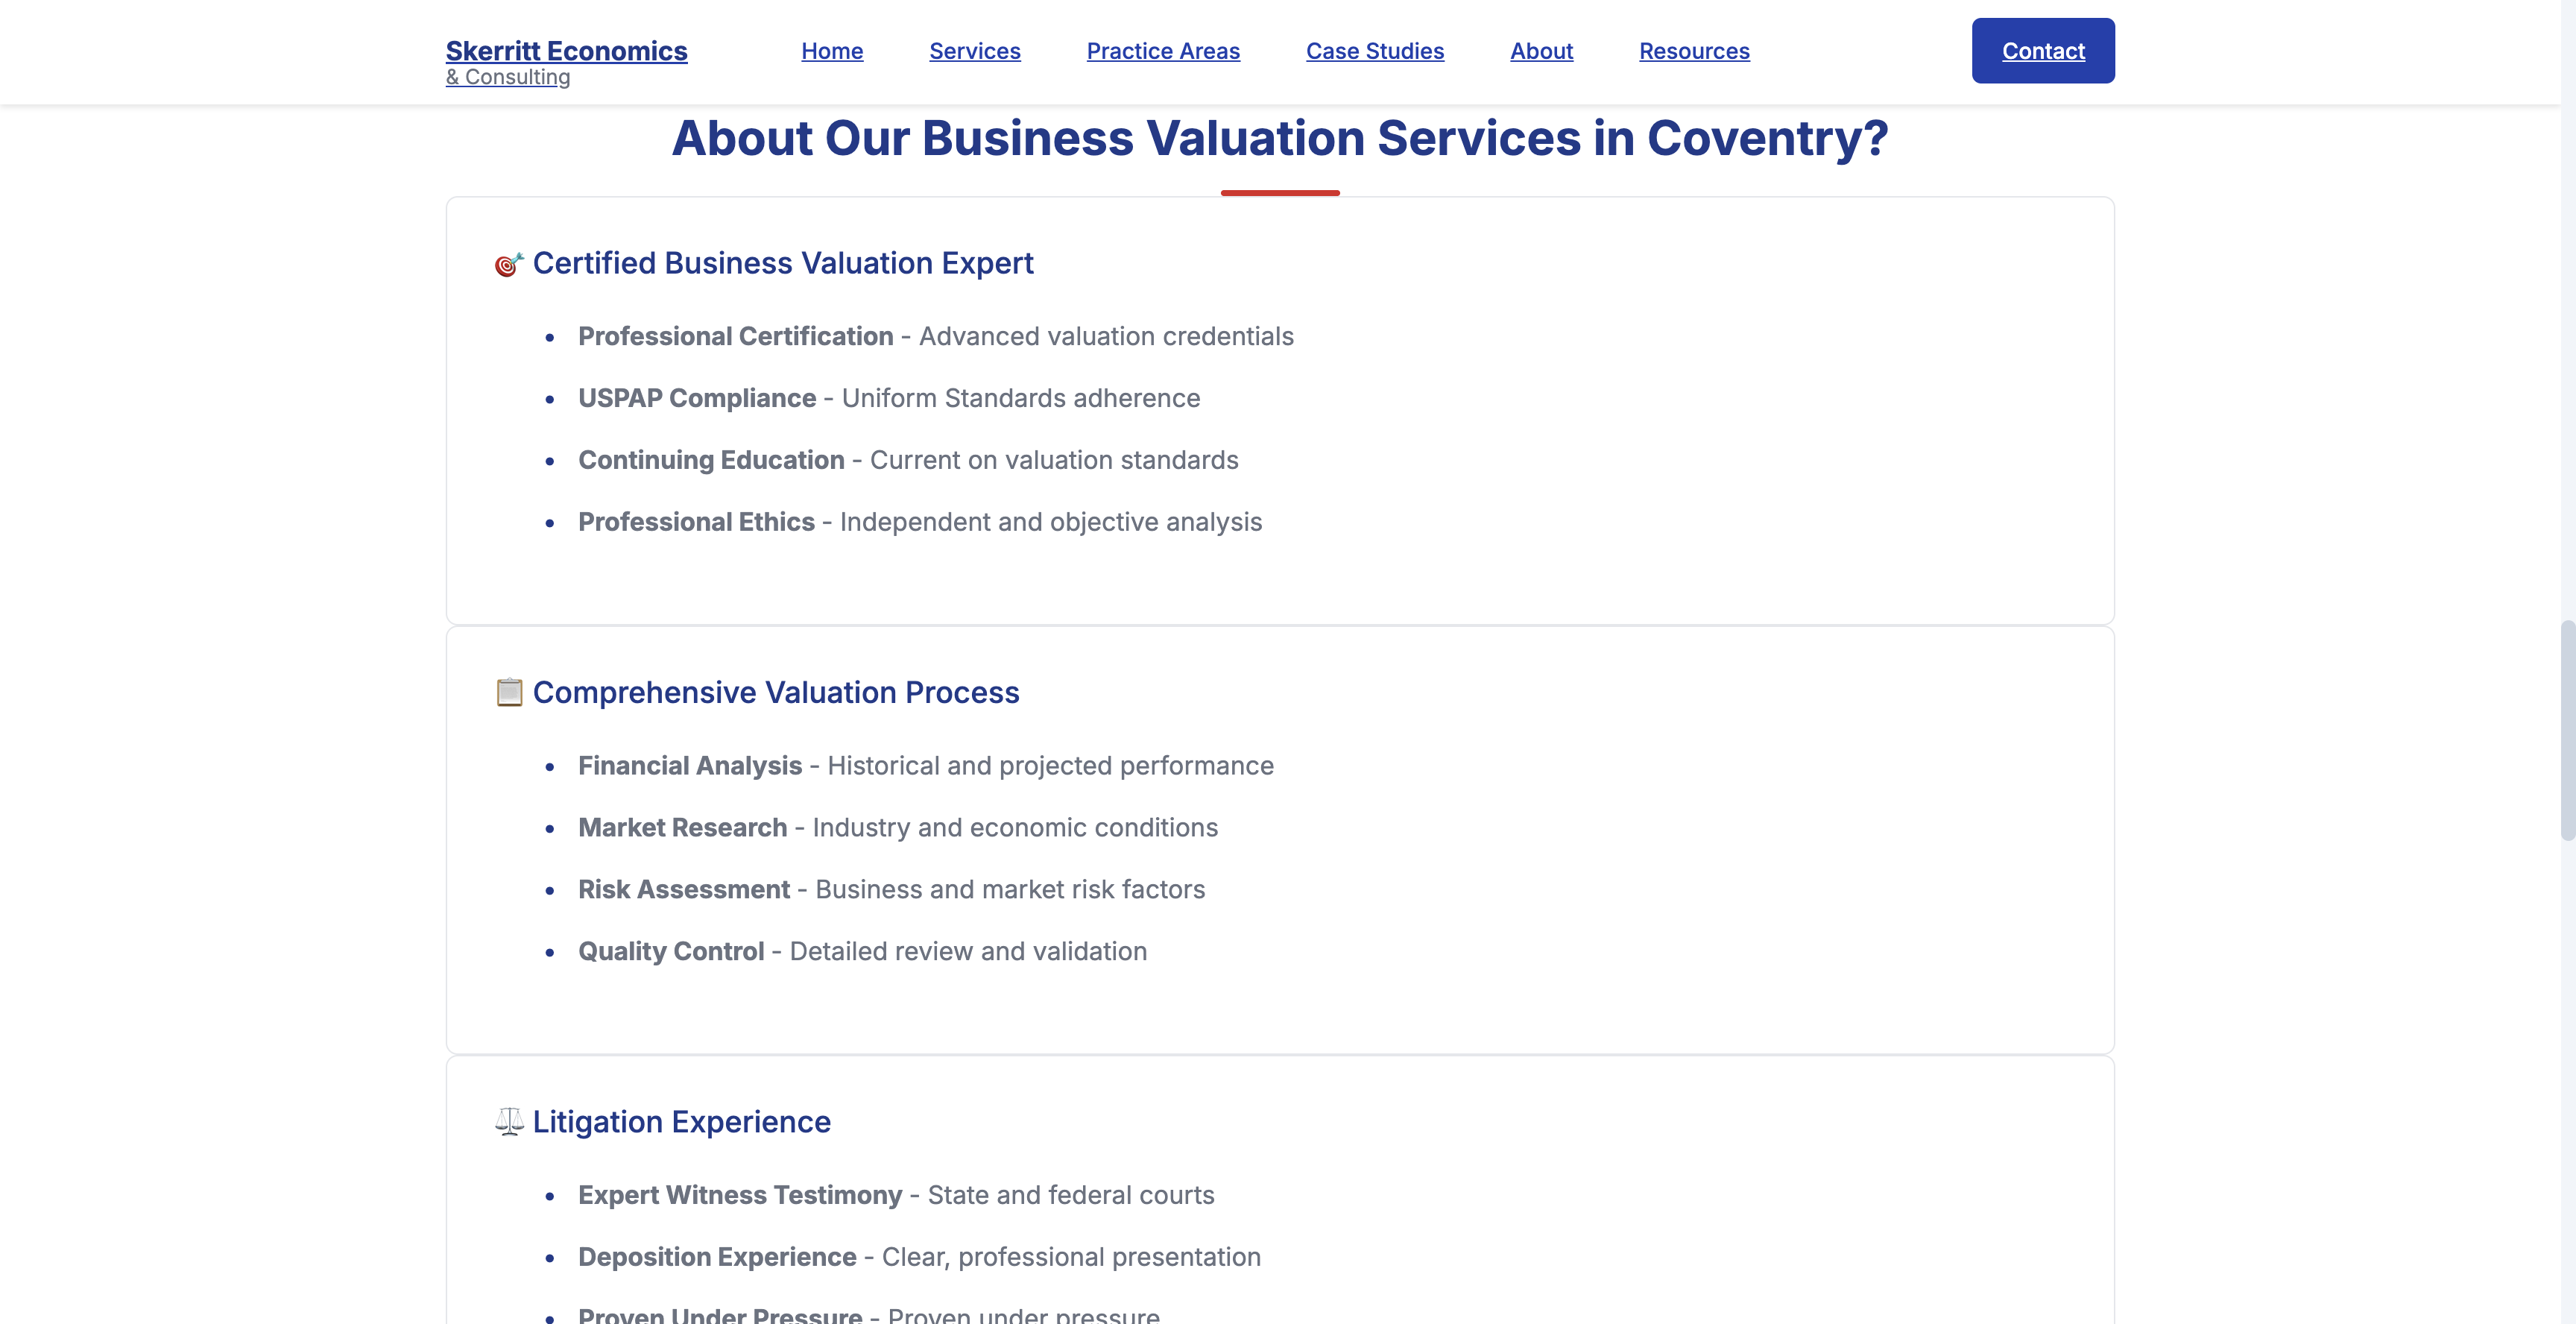 Skerritt Economics
& Consulting
Home
Services
Practice Areas
Case Studies
About
Resources
Contact
About Our Business Valuation Services in Coventry?
Certified Business Valuation Expert
Professional Certification - Advanced valuation credentials
USPAP Compliance - Uniform Standards adherence
Continuing Education - Current on valuation standards
Professional Ethics - Independent and objective analysis
Comprehensive Valuation Process
Financial Analysis - Historical and projected performance
Market Research - Industry and economic conditions
Risk Assessment - Business and market risk factors
Quality Control - Detailed review and validation
Litigation Experience
Expert Witness Testimony - State and federal courts
Deposition Experience - Clear, professional presentation
Proven Under Pressure - Proven under pressure